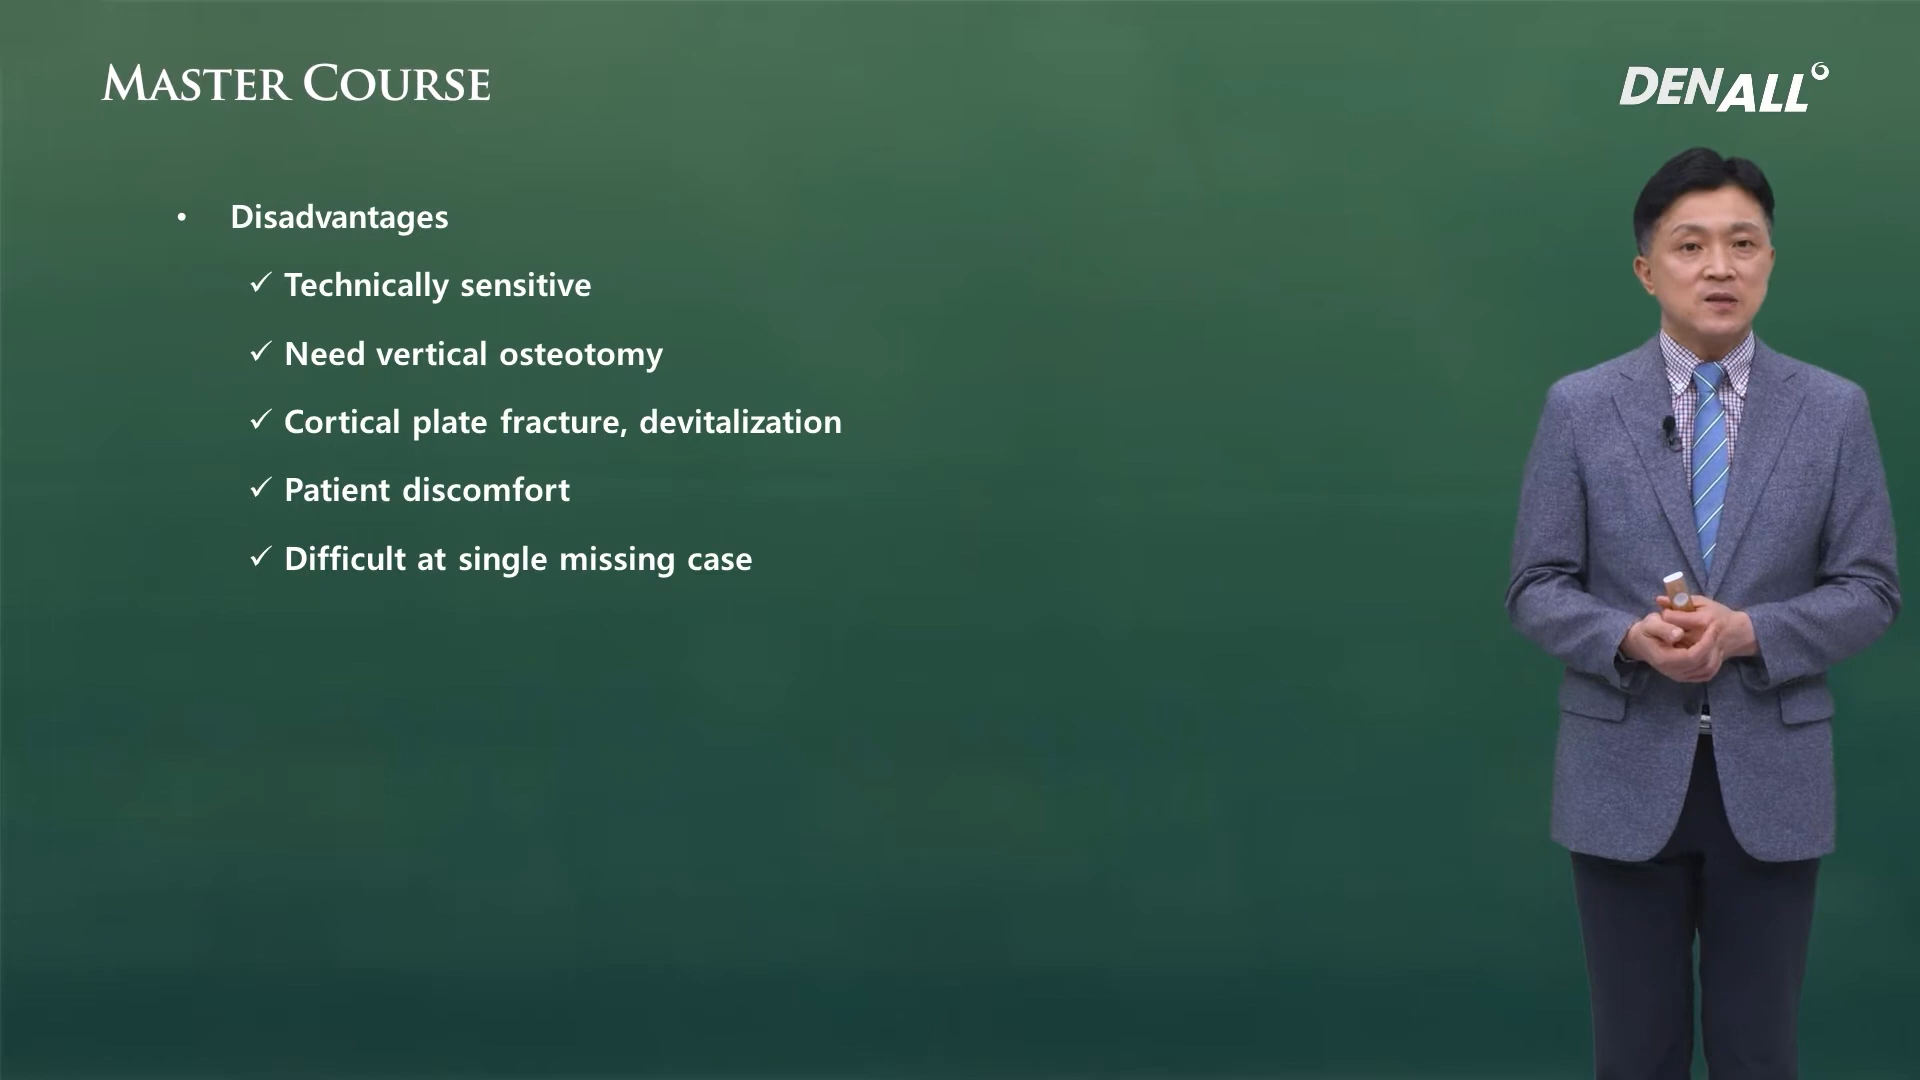 MASTER COURSE
DENALL
• Disadvantages
✓ Technically sensitive
✓ Need vertical osteotomy
✓ Cortical plate fracture, devitalization
✓ Patient discomfort
✓ Difficult at single missing case